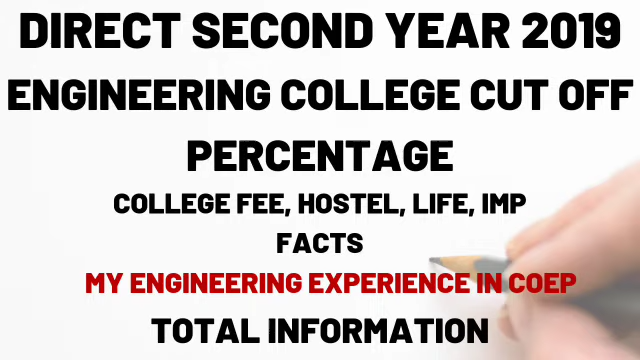 DIRECT SECOND YEAR 2019
ENGINEERING COLLEGE CUT OFF
PERCENTAGE
COLLEGE FEE, HOSTEL, LIFE, IMP
FACTS
MY ENGINEERING EXPERIENCE IN COEP
TOTAL INFORMATION